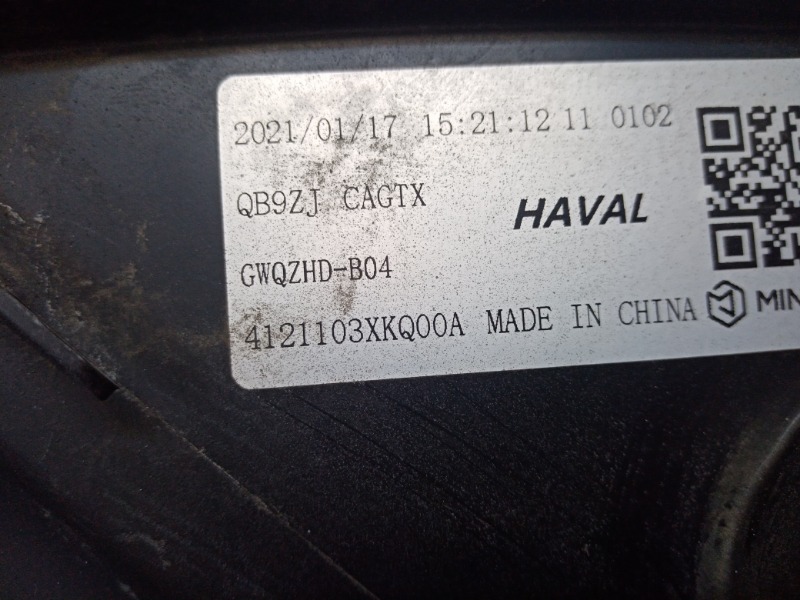 2021/01/17 15:21:12 11 0102
QB9ZJ CAGTX
HAVAL
GWQZHD-B04
4121103XKQ00A MADE IN CHINA